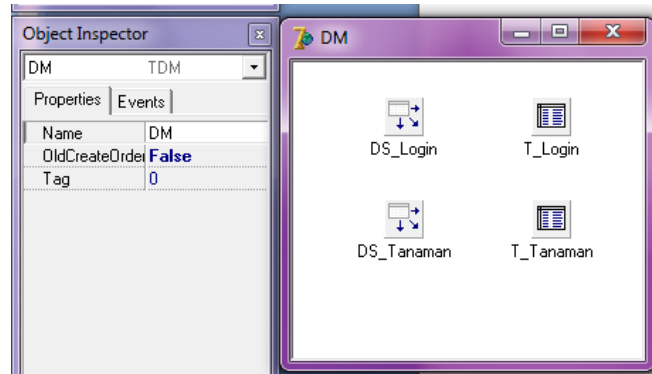 Object Inspector
DM TDM
Properties Events
Name DM
OldCreateOrder False
Tag 0
DM
DS_Login T_Login
DS_Tanaman T_Tanaman